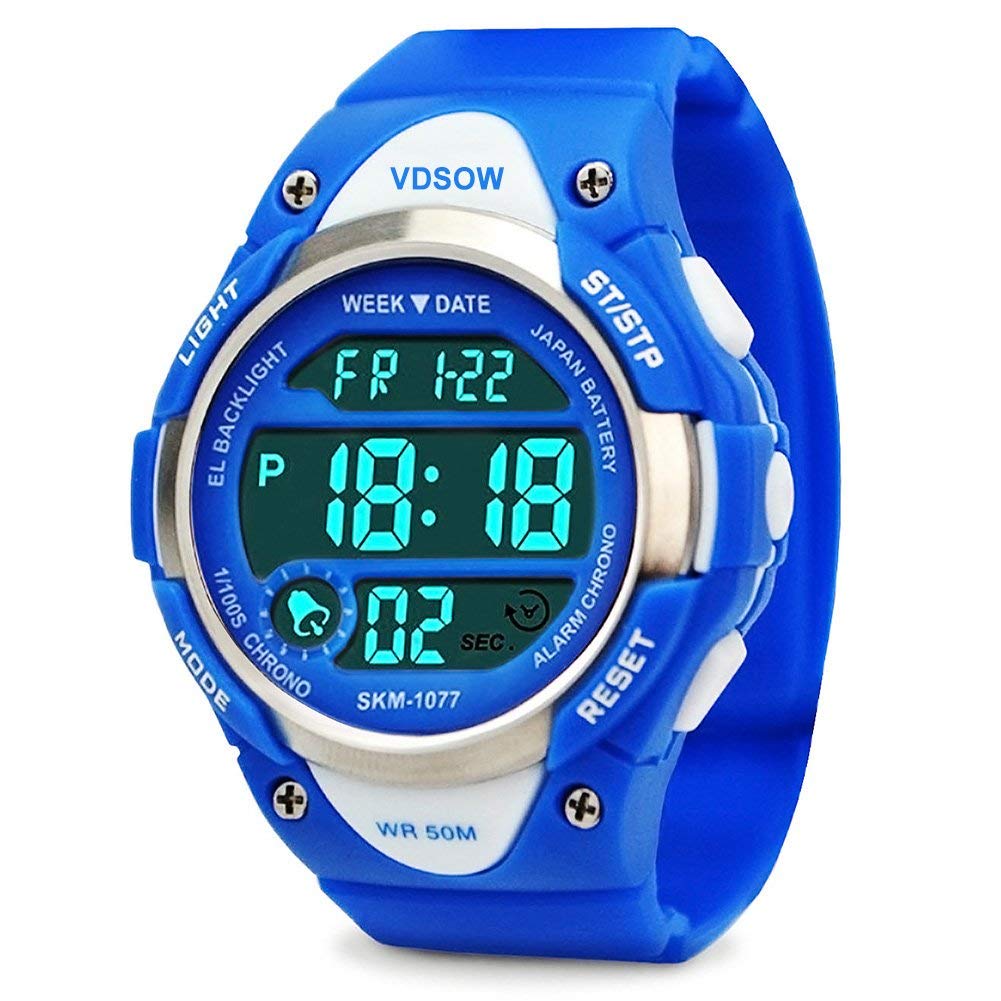 VDSOW
LIGHT
ST/STP
WEEK ▼ DATE
EL BACKLIGHT
JAPAN BATTERY
FR 1-22
P 18:18
02 SEC.
1/100S CHRONO
ALARM CHRONO
MODE
RESET
SKM-1077
WR 50M